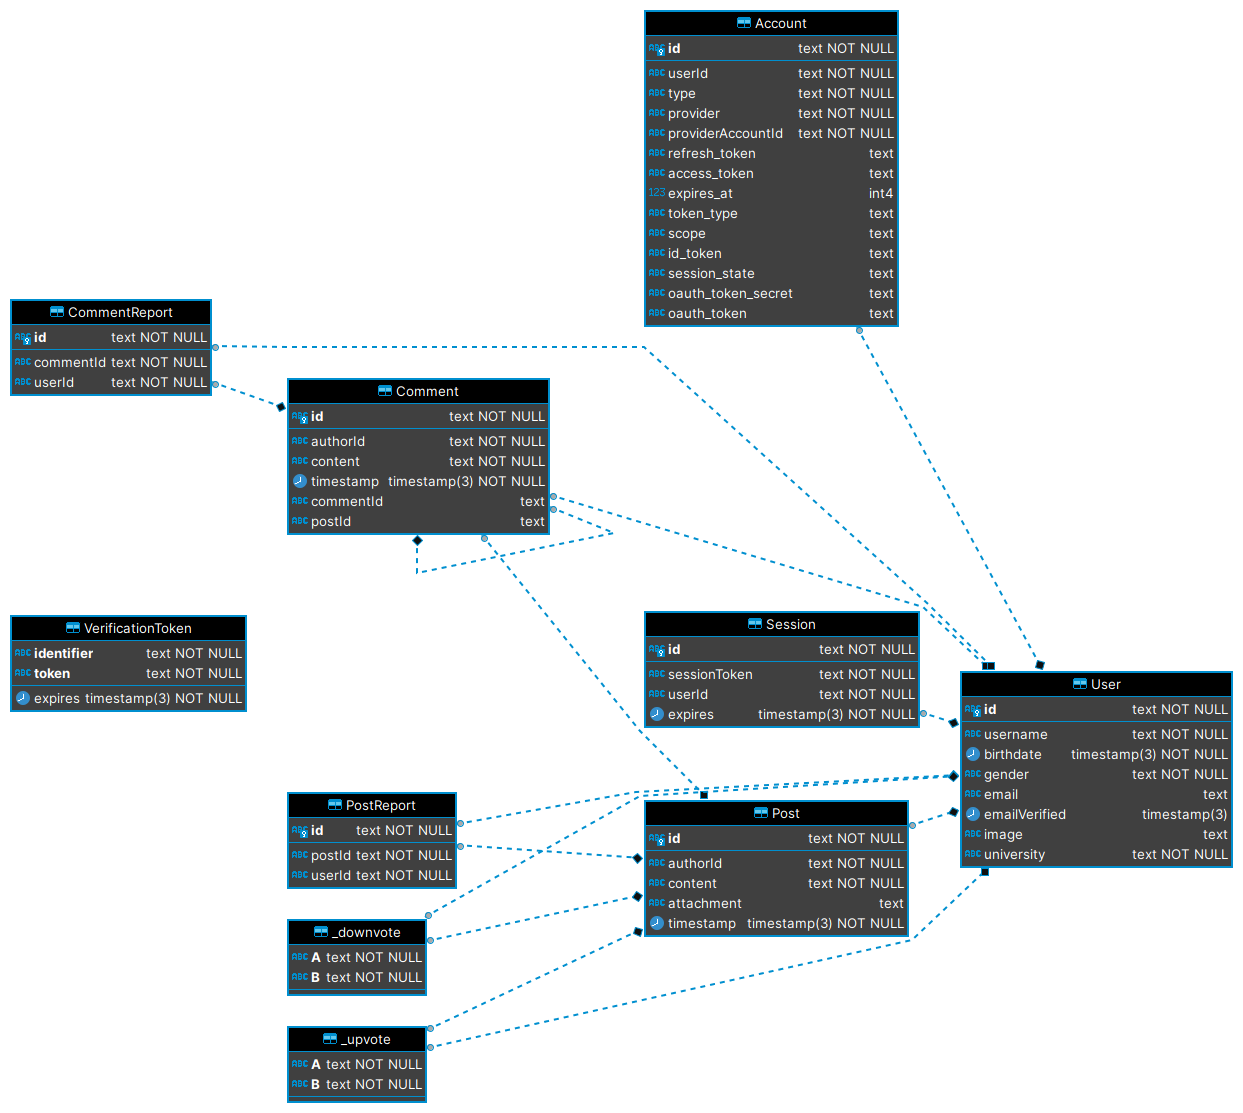 Account
id text NOT NULL
userId text NOT NULL
type text NOT NULL
provider text NOT NULL
providerAccountId text NOT NULL
refresh_token text
access_token text
expires_at int4
token_type text
scope text
id_token text
session_state text
oauth_token_secret text
oauth_token text
CommentReport
id text NOT NULL
commentId text NOT NULL
userId text NOT NULL
Comment
id text NOT NULL
authorId text NOT NULL
content text NOT NULL
timestamp timestamp(3) NOT NULL
commentId text
postId text
VerificationToken
identifier text NOT NULL
token text NOT NULL
expires timestamp(3) NOT NULL
Session
id text NOT NULL
sessionToken text NOT NULL
userId text NOT NULL
expires timestamp(3) NOT NULL
User
id text NOT NULL
username text NOT NULL
birthdate timestamp(3) NOT NULL
gender text NOT NULL
email text
emailVerified timestamp(3)
image text
university text NOT NULL
PostReport
id text NOT NULL
postId text NOT NULL
userId text NOT NULL
Post
id text NOT NULL
authorId text NOT NULL
content text NOT NULL
attachment text
timestamp timestamp(3) NOT NULL
_downvote
A text NOT NULL
B text NOT NULL
_upvote
A text NOT NULL
B text NOT NULL